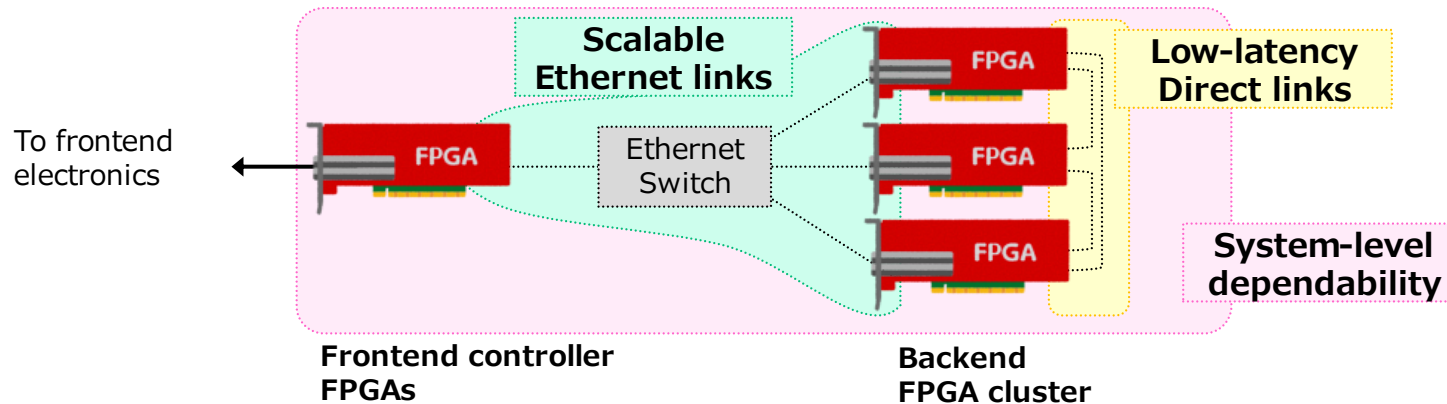 Scalable
Ethernet links
FPGA
Low-latency
Direct links
To frontend
electronics
FPGA
Ethernet
Switch
FPGA
FPGA
System-level
dependability
Frontend controller
FPGAs
Backend
FPGA cluster